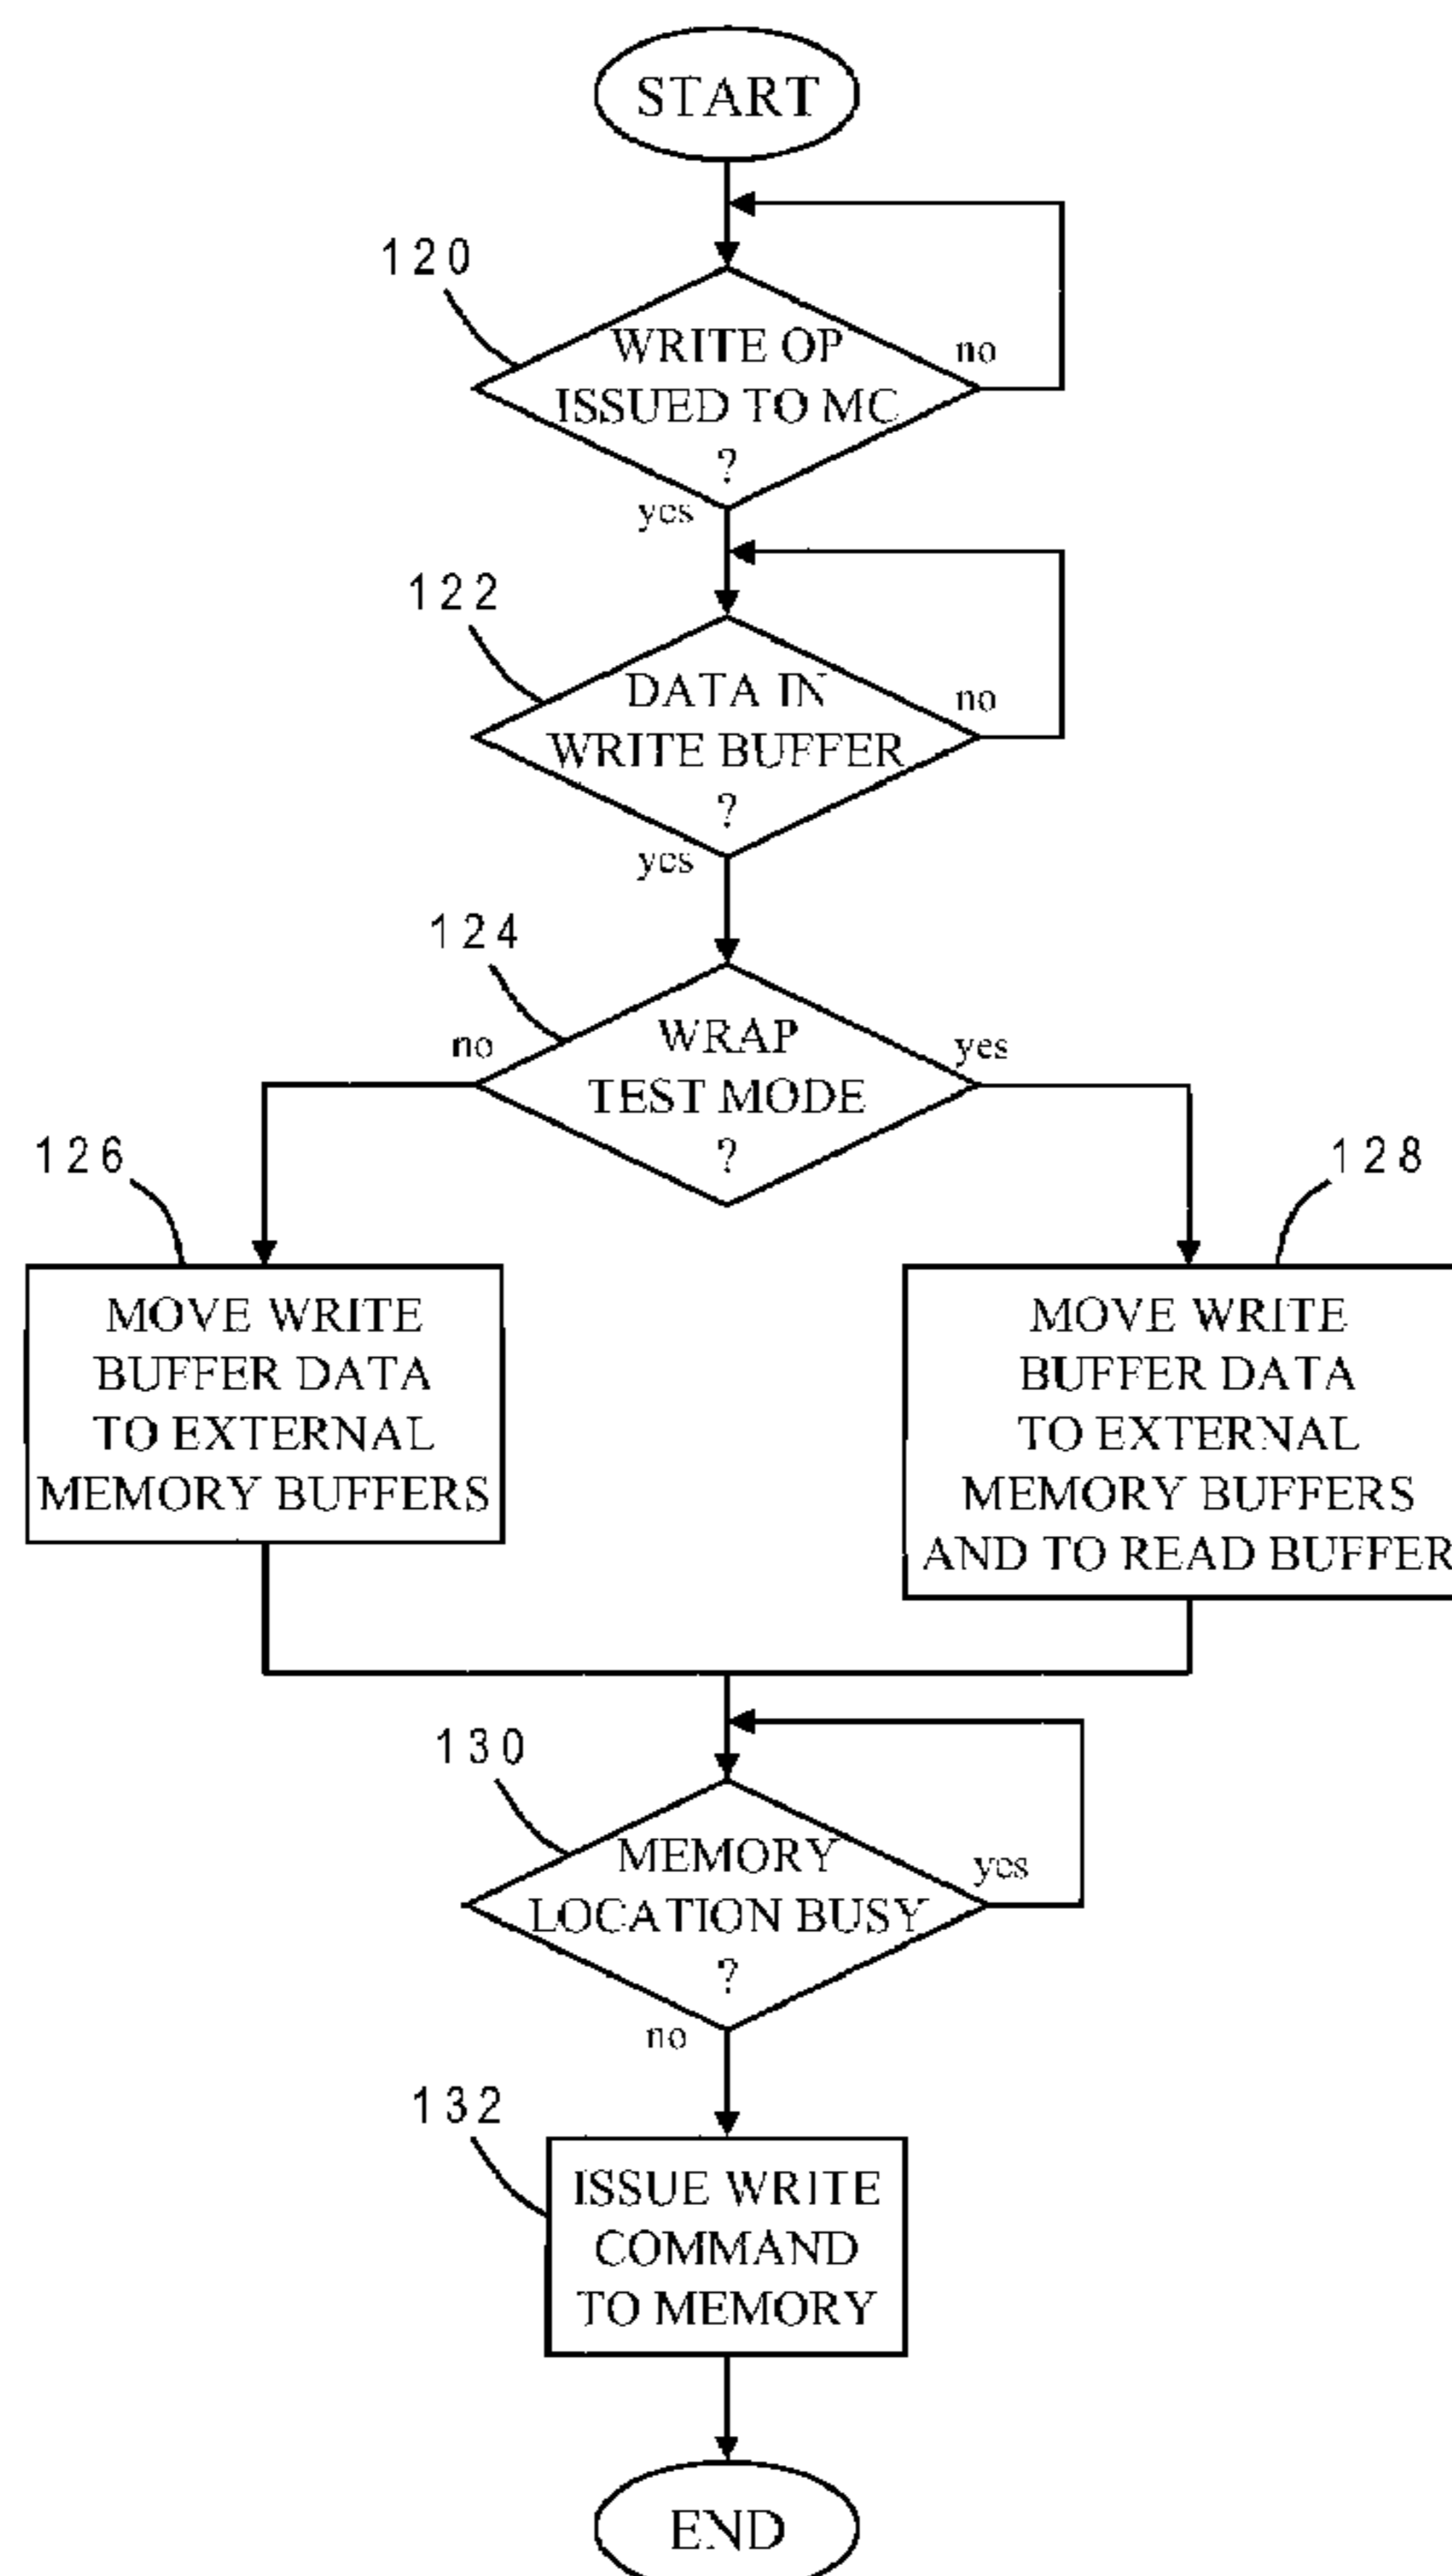 START
120
WRITE OP
ISSUED TO MC
?
no
yes
122
DATA IN
WRITE BUFFER
?
no
yes
124
WRAP
TEST MODE
?
no
yes
126
MOVE WRITE
BUFFER DATA
TO EXTERNAL
MEMORY BUFFERS
128
MOVE WRITE
BUFFER DATA
TO EXTERNAL
MEMORY BUFFERS
AND TO READ BUFFER
130
MEMORY
LOCATION BUSY
?
yes
no
132
ISSUE WRITE
COMMAND
TO MEMORY
END